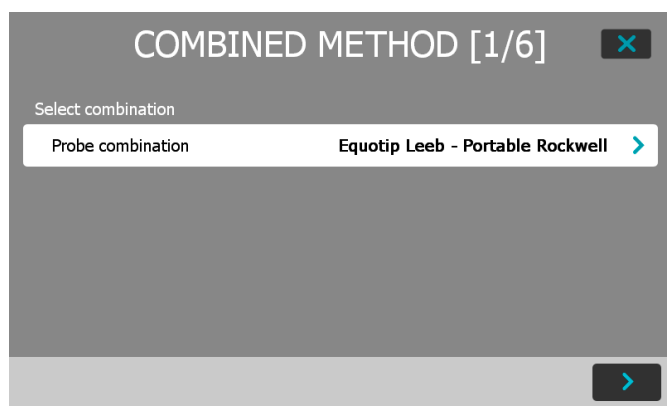 COMBINED METHOD [1/6]
Select combination
Probe combination Equotip Leeb - Portable Rockwell